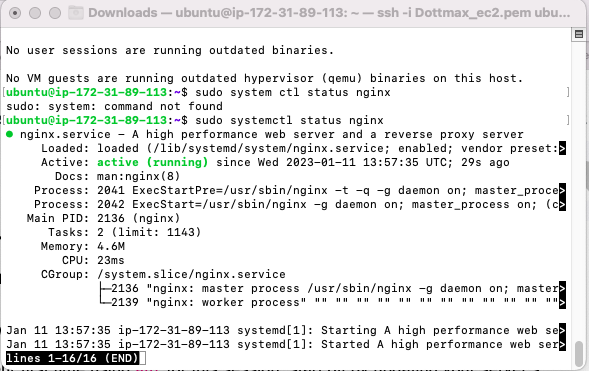 Downloads — ubuntu@ip-172-31-89-113: ~ — ssh -i Dottmax_ec2.pem ubu...
No user sessions are running outdated binaries.
No VM guests are running outdated hypervisor (qemu) binaries on this host.
[ubuntu@ip-172-31-89-113:~$ sudo system ctl status nginx ]
sudo: system: command not found
[ubuntu@ip-172-31-89-113:~$ sudo systemctl status nginx ]
● nginx.service – A high performance web server and a reverse proxy server
Loaded: loaded (/lib/systemd/system/nginx.service; enabled; vendor preset:>
Active: active (running) since Wed 2023-01-11 13:57:35 UTC; 29s ago
Docs: man:nginx(8)
Process: 2041 ExecStartPre=/usr/sbin/nginx -t -q -g daemon on; master_proce>
Process: 2042 ExecStart=/usr/sbin/nginx -g daemon on; master_process on; (c>
Main PID: 2136 (nginx)
Tasks: 2 (limit: 1143)
Memory: 4.6M
CPU: 23ms
CGroup: /system.slice/nginx.service
├─2136 "nginx: master process /usr/sbin/nginx -g daemon on; master>
└─2139 "nginx: worker process" "" "" "" "" "" "" "" "" "" "" "" "">
Jan 11 13:57:35 ip-172-31-89-113 systemd[1]: Starting A high performance web se>
Jan 11 13:57:35 ip-172-31-89-113 systemd[1]: Started A high performance web ser>
lines 1-16/16 (END)